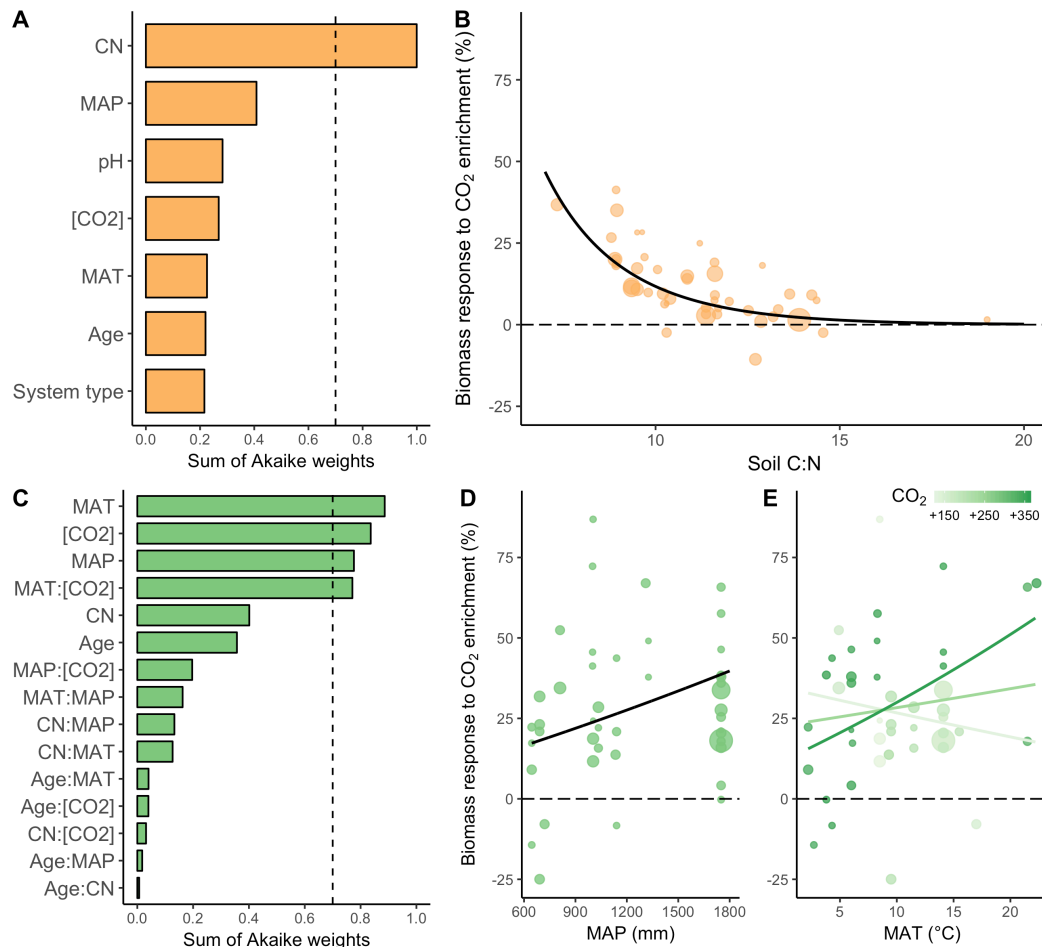 A
CN
MAP
pH
[CO2]
MAT
Age
System type
0.0 0.2 0.4 0.6 0.8 1.0
Sum of Akaike weights
B
Biomass response to CO₂ enrichment (%)
75
50
25
0
-25
10 15 20
Soil C:N
C
MAT
[CO2]
MAP
MAT:[CO2]
CN
Age
MAP:[CO2]
MAT:MAP
CN:MAP
CN:MAT
Age:MAT
Age:[CO2]
CN:[CO2]
Age:MAP
Age:CN
0.0 0.2 0.4 0.6 0.8 1.0
Sum of Akaike weights
D
Biomass response to CO₂ enrichment (%)
75
50
25
0
-25
600 900 1200 1500 1800
MAP (mm)
E
CO₂
+150 +250 +350
75
50
25
0
-25
5 10 15 20
MAT (°C)